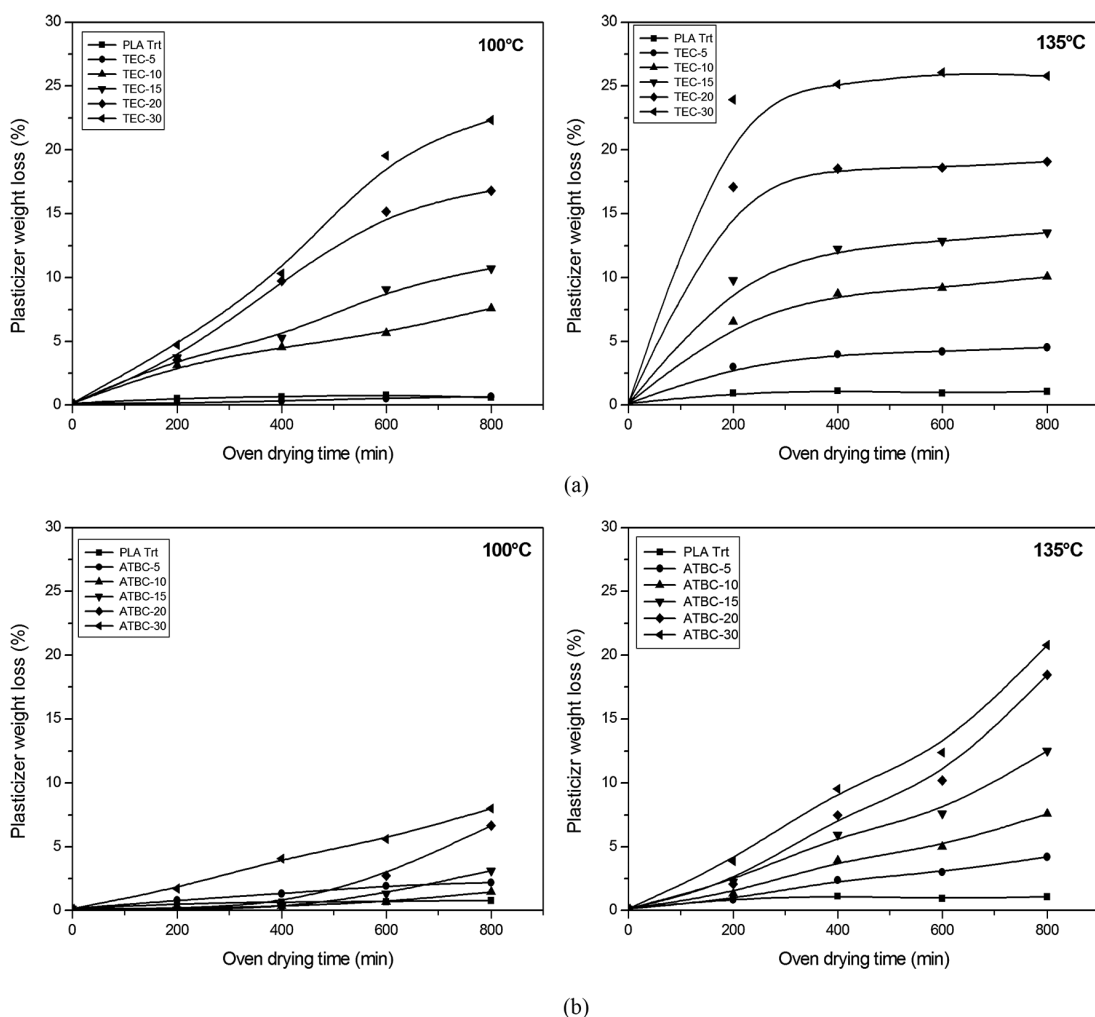 30
25
20
15
10
5
0
Plasticizer weight loss (%)
100ºC
PLA Trt
TEC-5
TEC-10
TEC-15
TEC-20
TEC-30
0 200 400 600 800
Oven drying time (min)
30
25
20
15
10
5
0
Plasticizer weight loss (%)
135ºC
PLA Trt
TEC-5
TEC-10
TEC-15
TEC-20
TEC-30
0 200 400 600 800
Oven drying time (min)
(a)
30
25
20
15
10
5
0
Plasticizer weight loss (%)
100ºC
PLA Trt
ATBC-5
ATBC-10
ATBC-15
ATBC-20
ATBC-30
0 200 400 600 800
Oven drying time (min)
30
25
20
15
10
5
0
Plasticizr weight loss (%)
135ºC
PLA Trt
ATBC-5
ATBC-10
ATBC-15
ATBC-20
ATBC-30
0 200 400 600 800
Oven drying time (min)
(b)